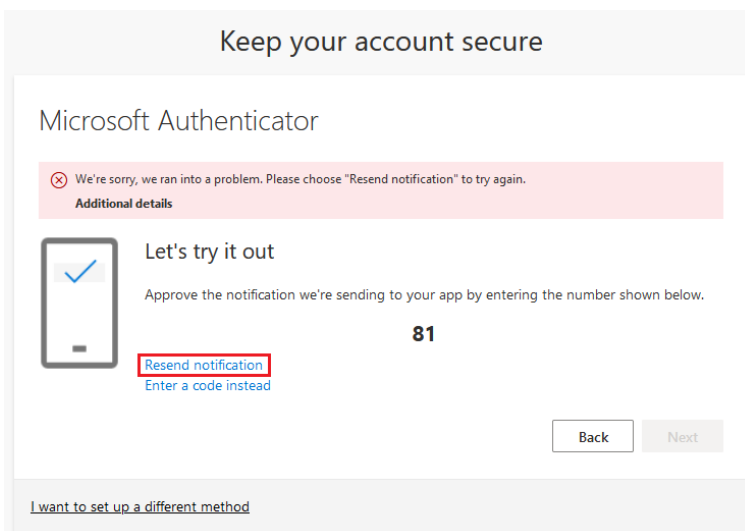 Keep your account secure
Microsoft Authenticator
We're sorry, we ran into a problem. Please choose "Resend notification" to try again.
Additional details
Let's try it out
Approve the notification we're sending to your app by entering the number shown below.
81
Resend notification
Enter a code instead
Back Next
I want to set up a different method